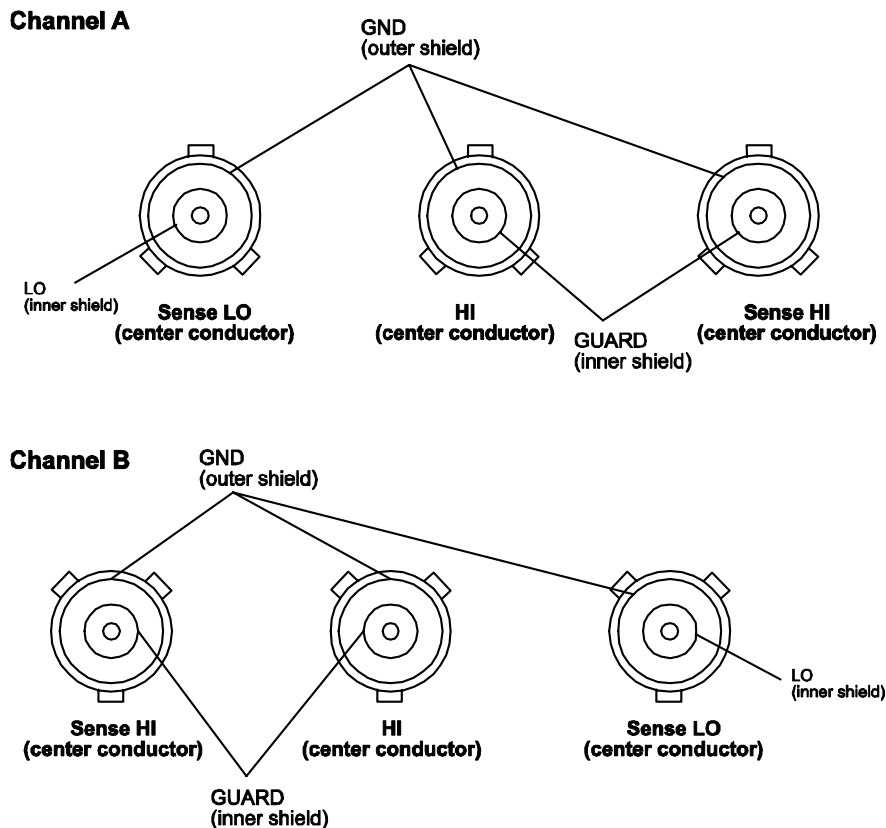 Channel A
GND
(outer shield)
LO
(inner shield)
Sense LO
(center conductor)
HI
(center conductor)
GUARD
(inner shield)
Sense HI
(center conductor)
Channel B
GND
(outer shield)
Sense HI
(center conductor)
GUARD
(inner shield)
HI
(center conductor)
Sense LO
(center conductor)
LO
(inner shield)